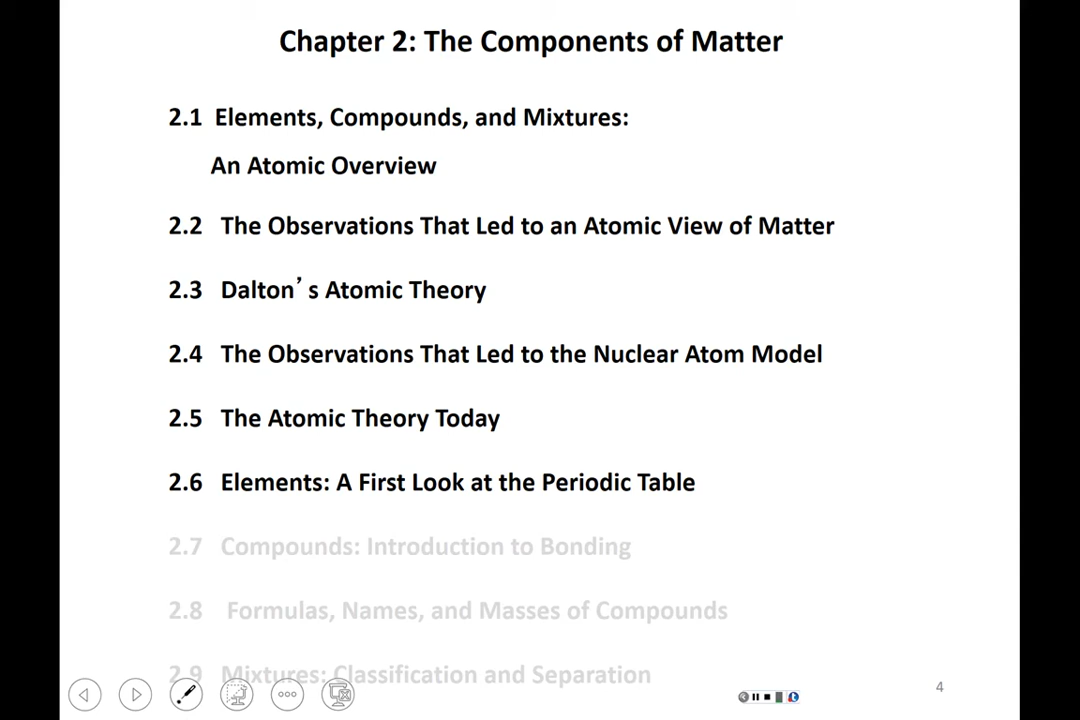 Chapter 2: The Components of Matter
2.1 Elements, Compounds, and Mixtures:
An Atomic Overview
2.2 The Observations That Led to an Atomic View of Matter
2.3 Dalton’s Atomic Theory
2.4 The Observations That Led to the Nuclear Atom Model
2.5 The Atomic Theory Today
2.6 Elements: A First Look at the Periodic Table
2.7 Compounds: Introduction to Bonding
2.8 Formulas, Names, and Masses of Compounds
2.9 Mixtures: Classification and Separation
4